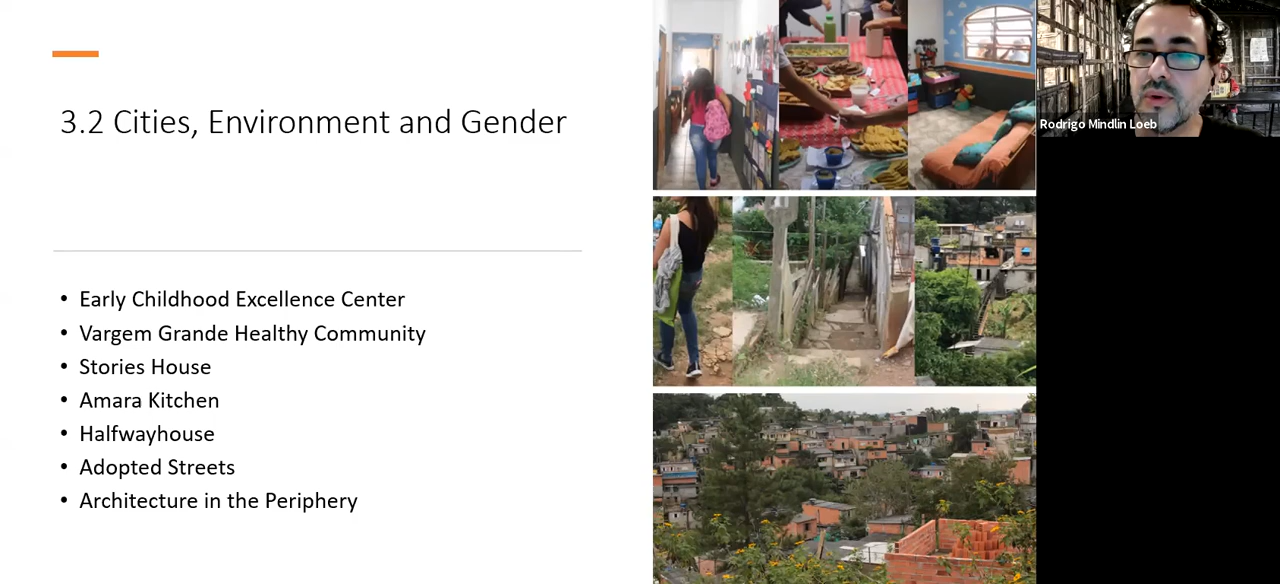 3.2 Cities, Environment and Gender
• Early Childhood Excellence Center
• Vargem Grande Healthy Community
• Stories House
• Amara Kitchen
• Halfwayhouse
• Adopted Streets
• Architecture in the Periphery
Rodrigo Mindlin Loeb